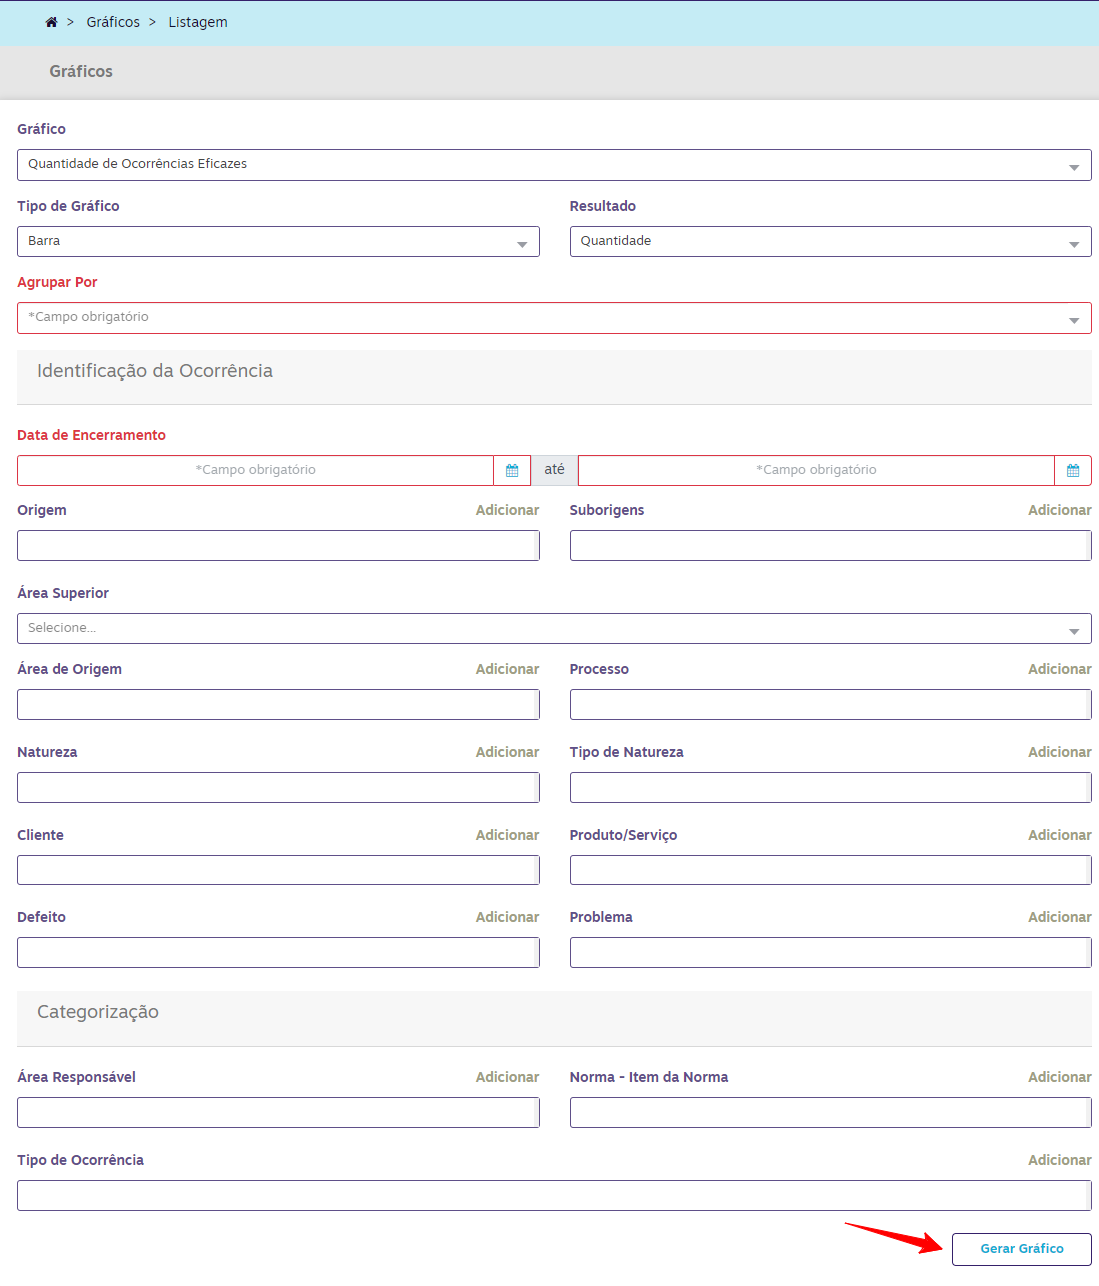 > Gráficos > Listagem
Gráficos
Gráfico
Quantidade de Ocorrências Eficazes
Tipo de Gráfico Resultado
Barra Quantidade
Agrupar Por
*Campo obrigatório
Identificação da Ocorrência
Data de Encerramento
*Campo obrigatório até *Campo obrigatório
Origem Adicionar Suborigens Adicionar
Área Superior
Selecione...
Área de Origem Adicionar Processo Adicionar
Natureza Adicionar Tipo de Natureza Adicionar
Cliente Adicionar Produto/Serviço Adicionar
Defeito Adicionar Problema Adicionar
Categorização
Área Responsável Adicionar Norma - Item da Norma Adicionar
Tipo de Ocorrência Adicionar
Gerar Gráfico